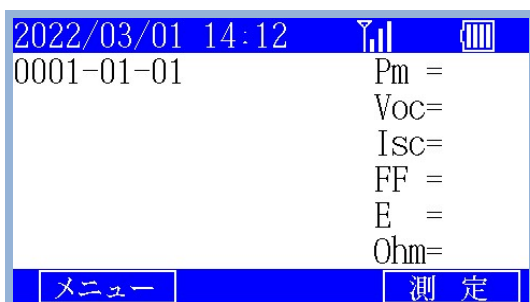 2022/03/01 14:12
0001-01-01
Pm =
Voc=
Isc=
FF =
E =
Ohm=
メニュー
測 定